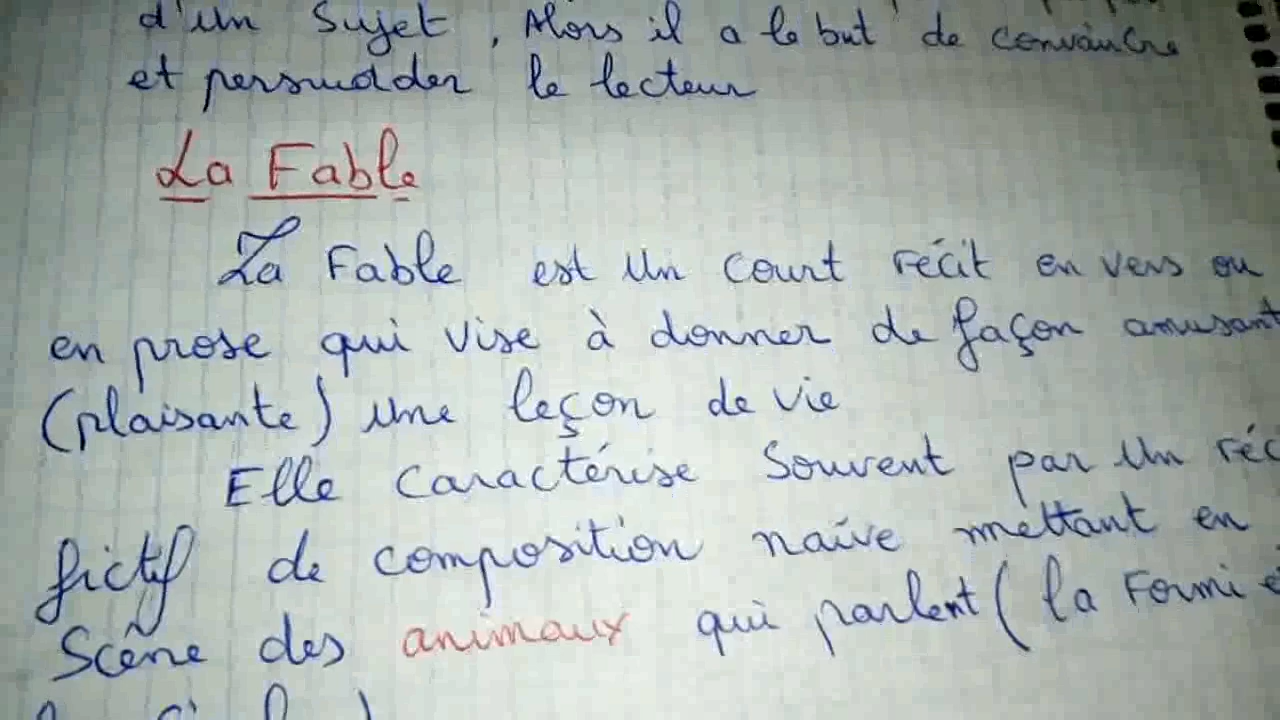 d'un Sujet, Alors il a le but de convaincre
et persuadder le lecteur
La Fable
La Fable est un court récit en vers ou
en prose qui vise à donner de façon amusant
(plaisante) une leçon de vie
Elle caractérise souvent par un réc
fictif de composition naïve mettant en
Scène des animaux qui parlent (la Formi e